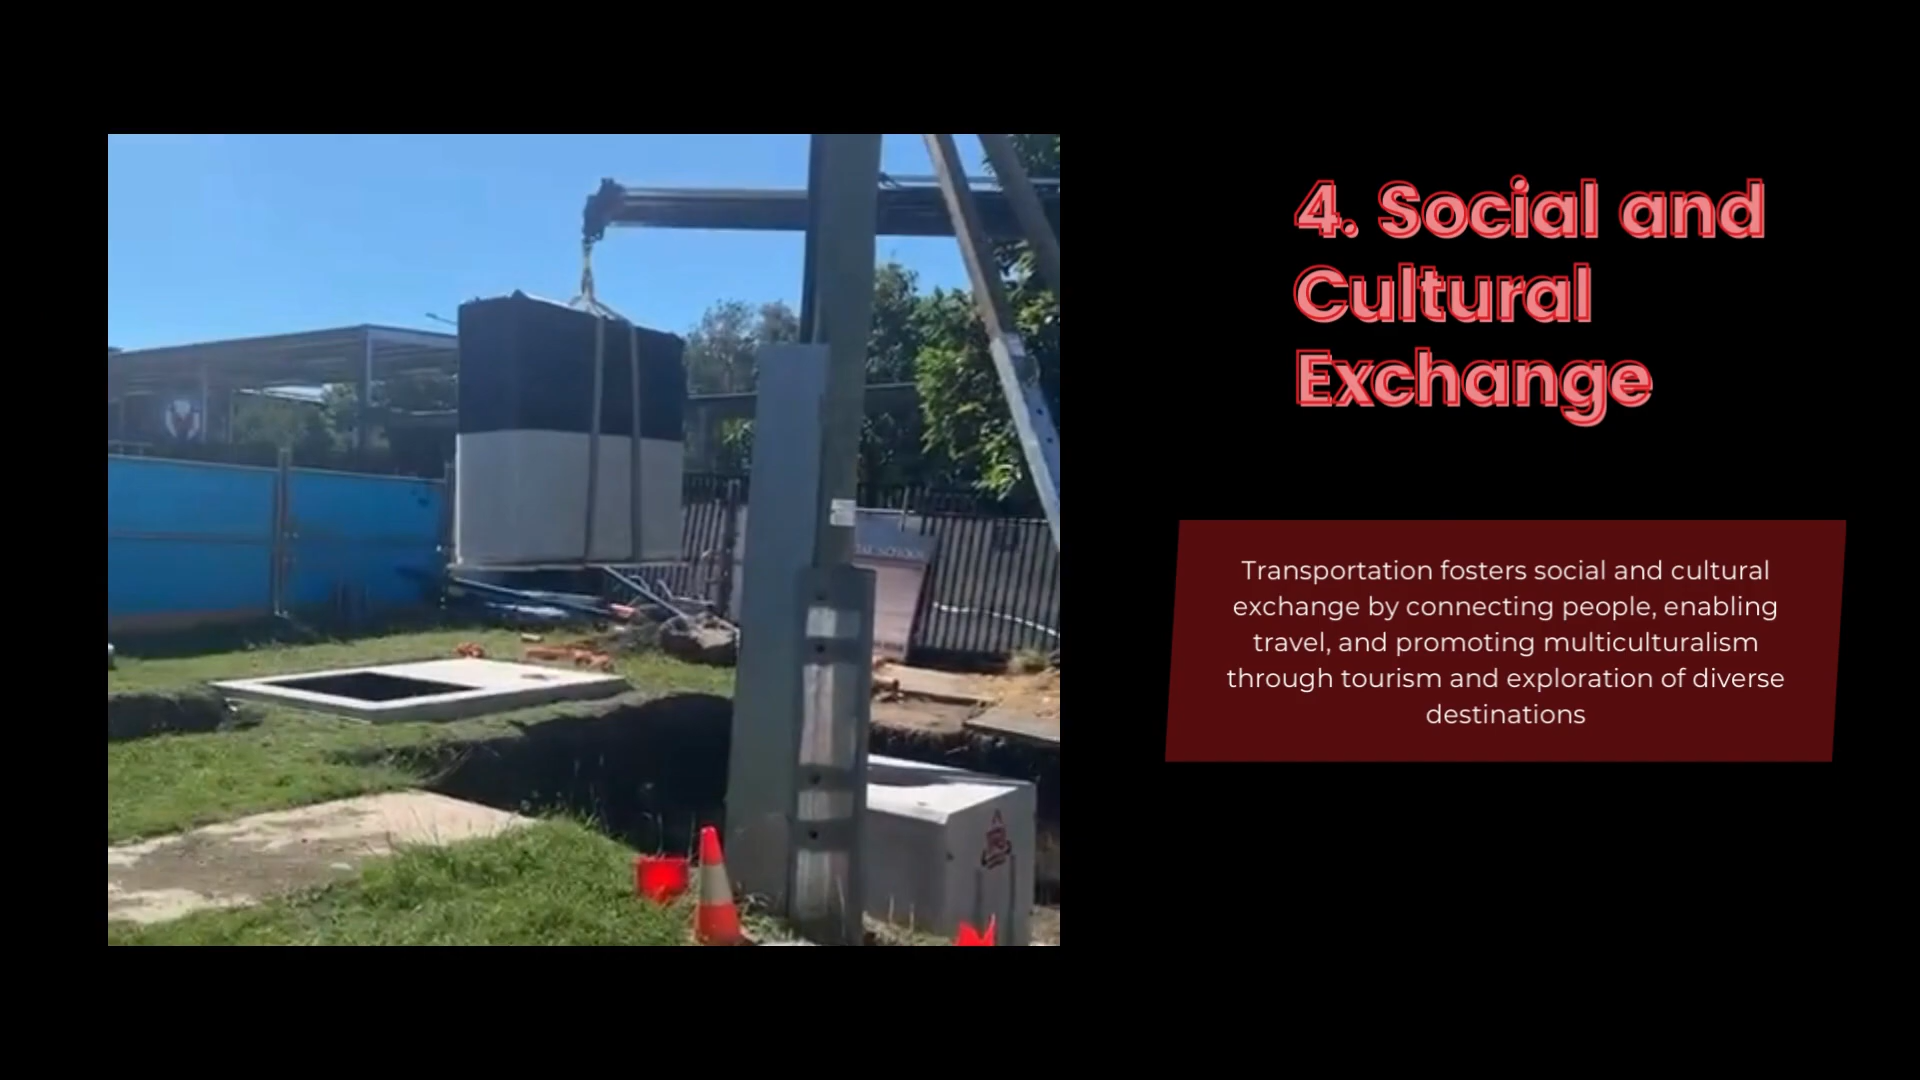 4. Social and
Cultural
Exchange
Transportation fosters social and cultural
exchange by connecting people, enabling
travel, and promoting multiculturalism
through tourism and exploration of diverse
destinations